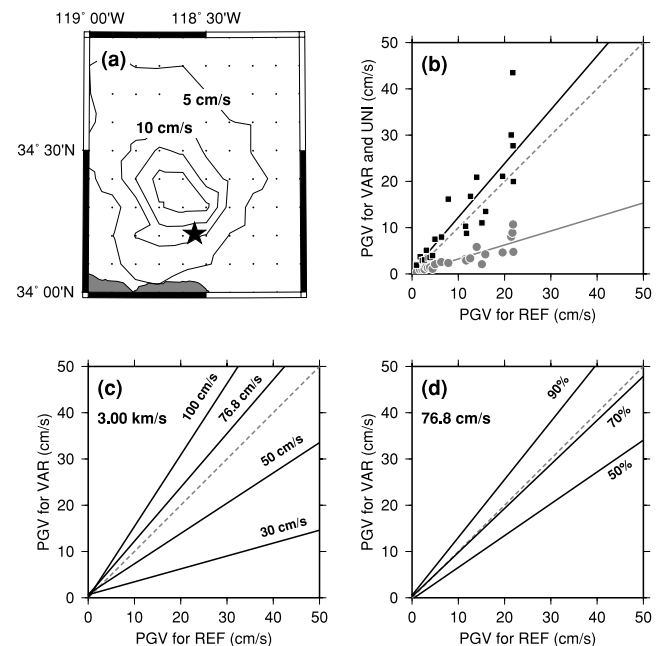 119˚ 00'W
118˚ 30'W
(a)
5 cm/s
10 cm/s
34˚ 30'N
34˚ 00'N
(b)
PGV for VAR and UNI (cm/s)
50
40
30
20
10
0
0 10 20 30 40 50
PGV for REF (cm/s)
(c)
3.00 km/s
100 cm/s
76.8 cm/s
50 cm/s
30 cm/s
PGV for VAR (cm/s)
50
40
30
20
10
0
0 10 20 30 40 50
PGV for REF (cm/s)
(d)
76.8 cm/s
90%
70%
50%
PGV for VAR (cm/s)
50
40
30
20
10
0
0 10 20 30 40 50
PGV for REF (cm/s)